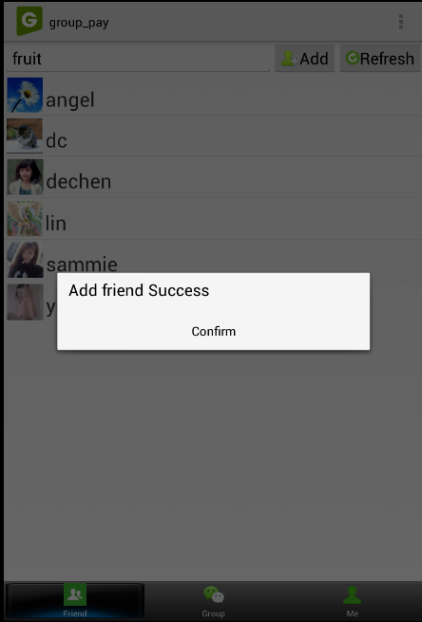 G group_pay
fruit Add Refresh
angel
dc
dechen
lin
sammie
y
Add friend Success
Confirm
Friend Group Me